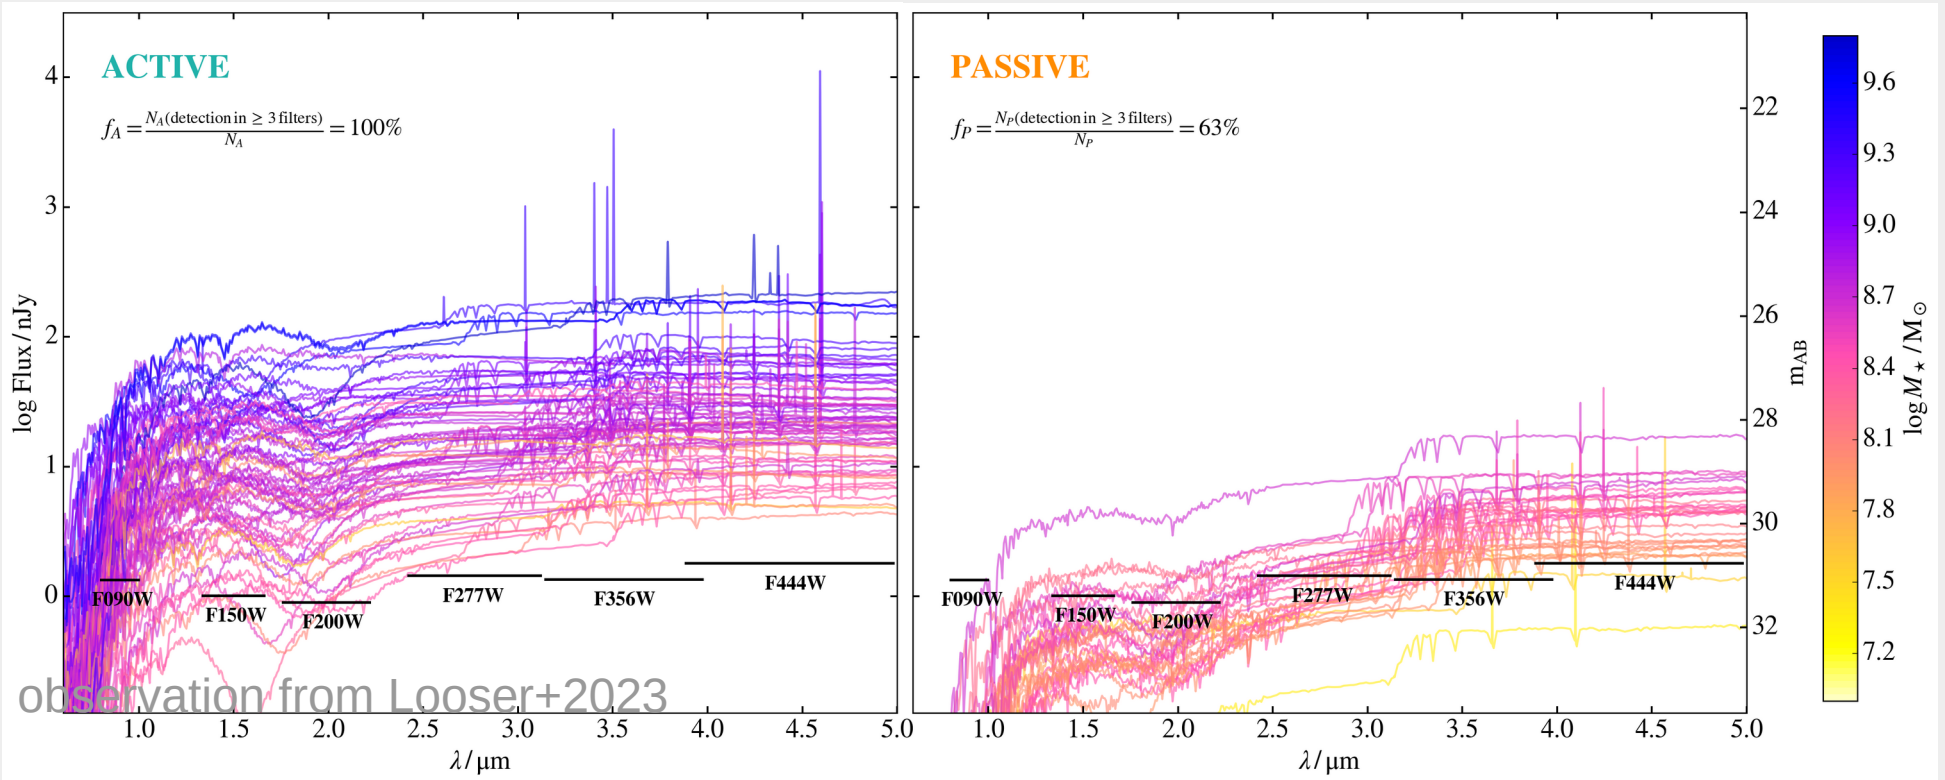 ACTIVE
f_A = N_A(detection in ≥ 3 filters) / N_A = 100%
log Flux / nJy
4
3
2
1
0
F090W
F150W
F200W
F277W
F356W
F444W
observation from Looser+2023
1.0 1.5 2.0 2.5 3.0 3.5 4.0 4.5 5.0
λ / μm
PASSIVE
f_P = N_P(detection in ≥ 3 filters) / N_P = 63%
F090W
F150W
F200W
F277W
F356W
F444W
1.0 1.5 2.0 2.5 3.0 3.5 4.0 4.5 5.0
λ / μm
22
24
26
28
30
32
m_AB
9.6
9.3
9.0
8.7
8.4
8.1
7.8
7.5
7.2
log M⋆ / M⊙